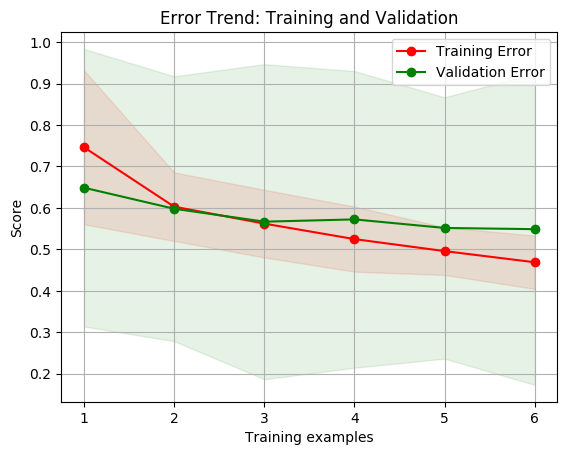 Error Trend: Training and Validation
Training Error
Validation Error
Score
1.0
0.9
0.8
0.7
0.6
0.5
0.4
0.3
0.2
1 2 3 4 5 6
Training examples